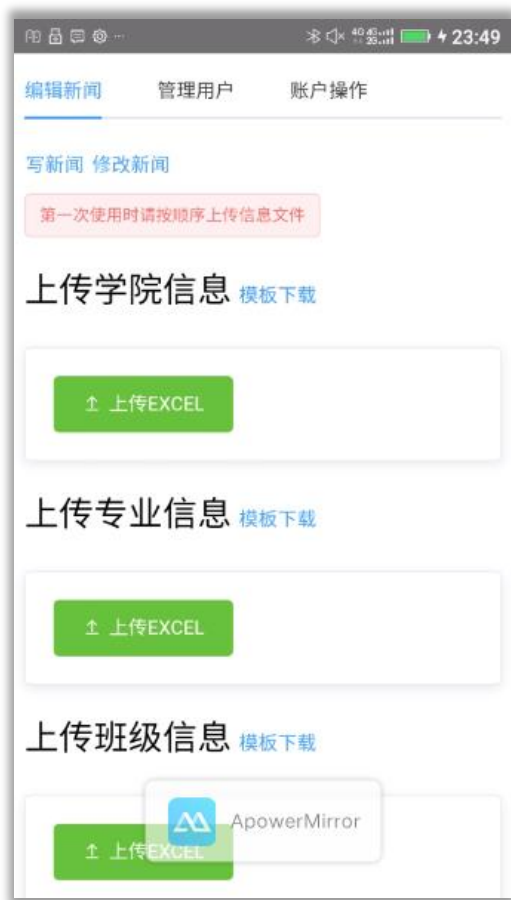 23:49
编辑新闻 管理用户 账户操作
写新闻 修改新闻
第一次使用时请按顺序上传信息文件
上传学院信息 模板下载
上传EXCEL
上传专业信息 模板下载
上传EXCEL
上传班级信息 模板下载
ApowerMirror
上传EXCEL